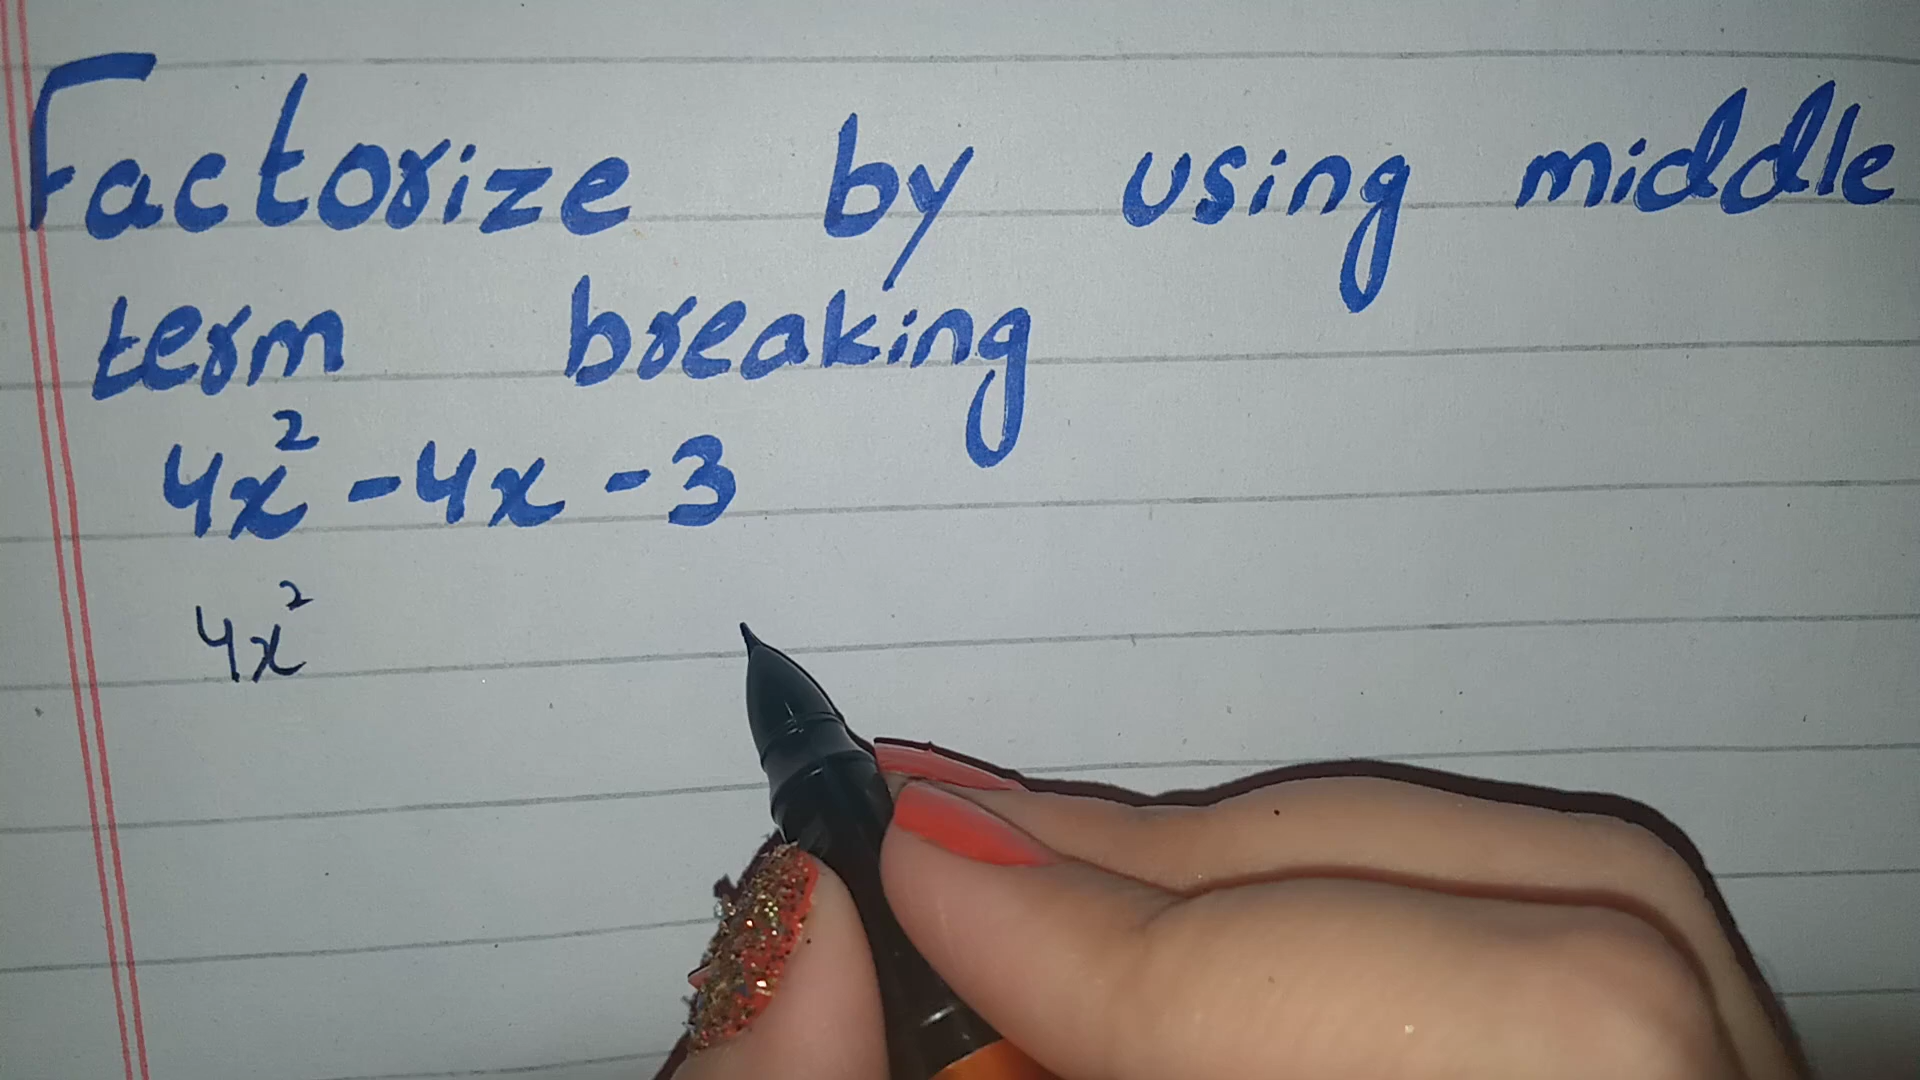 Factorize by using middle
term breaking
4x² - 4x - 3
4x²